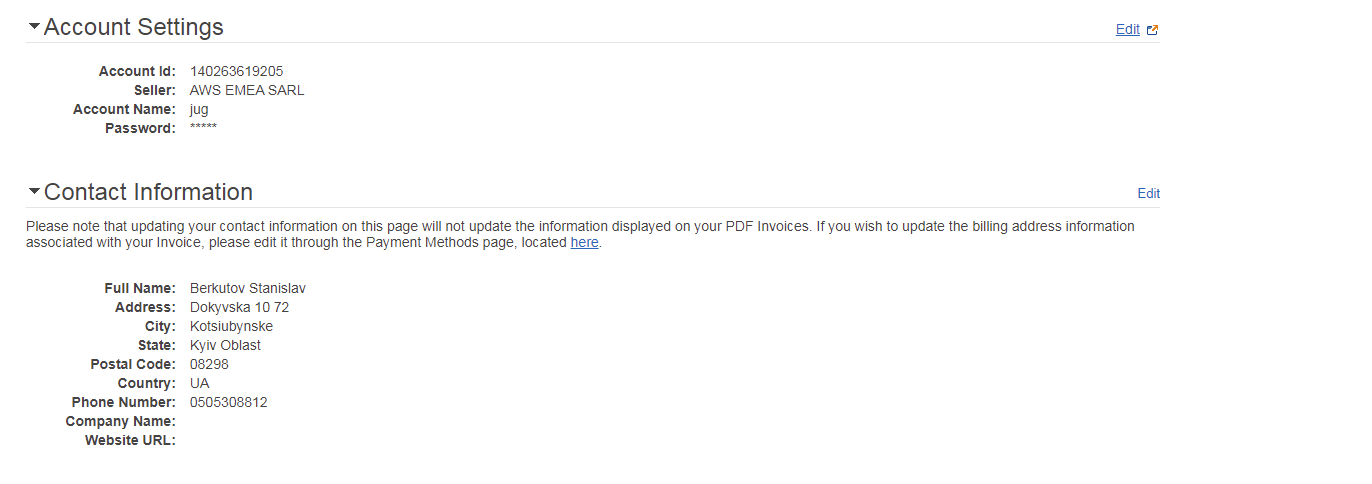 Account Settings
Edit
Account Id: 140263619205
Seller: AWS EMEA SARL
Account Name: jug
Password: *****
Contact Information
Edit
Please note that updating your contact information on this page will not update the information displayed on your PDF Invoices. If you wish to update the billing address information
associated with your Invoice, please edit it through the Payment Methods page, located here.
Full Name: Berkutov Stanislav
Address: Dokyvska 10 72
City: Kotsiubynske
State: Kyiv Oblast
Postal Code: 08298
Country: UA
Phone Number: 0505308812
Company Name:
Website URL: